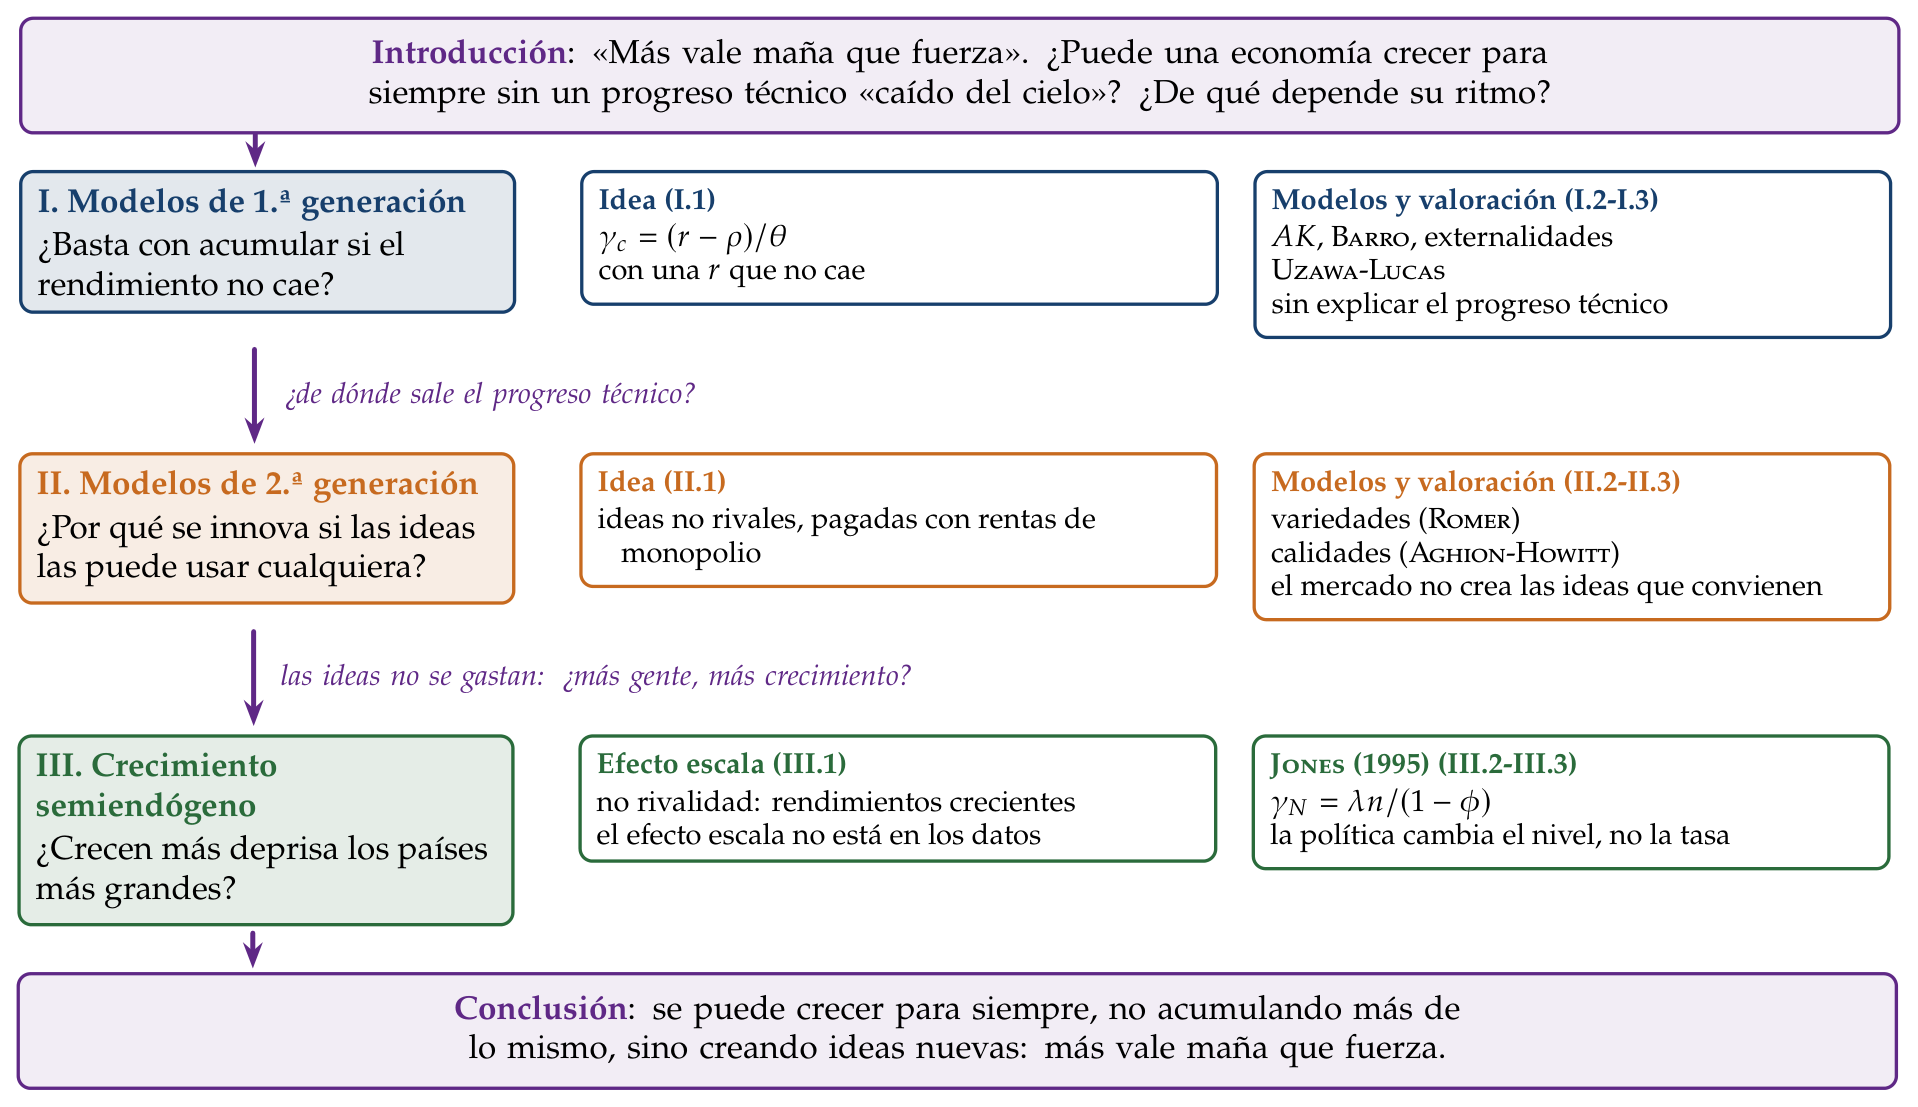 Introducción: «Más vale maña que fuerza». ¿Puede una economía crecer para
siempre sin un progreso técnico «caído del cielo»? ¿De qué depende su ritmo?
I. Modelos de 1.ª generación
¿Basta con acumular si el
rendimiento no cae?
Idea (I.1)
γ_c = (r − ρ)/θ
con una r que no cae
Modelos y valoración (I.2-I.3)
AK, Barro, externalidades
Uzawa-Lucas
sin explicar el progreso técnico
¿de dónde sale el progreso técnico?
II. Modelos de 2.ª generación
¿Por qué se innova si las ideas
las puede usar cualquiera?
Idea (II.1)
ideas no rivales, pagadas con rentas de
monopolio
Modelos y valoración (II.2-II.3)
variedades (Romer)
calidades (Aghion-Howitt)
el mercado no crea las ideas que convienen
las ideas no se gastan: ¿más gente, más crecimiento?
III. Crecimiento
semiendógeno
¿Crecen más deprisa los países
más grandes?
Efecto escala (III.1)
no rivalidad: rendimientos crecientes
el efecto escala no está en los datos
Jones (1995) (III.2-III.3)
γ_N = λn/(1 − ϕ)
la política cambia el nivel, no la tasa
Conclusión: se puede crecer para siempre, no acumulando más de
lo mismo, sino creando ideas nuevas: más vale maña que fuerza.